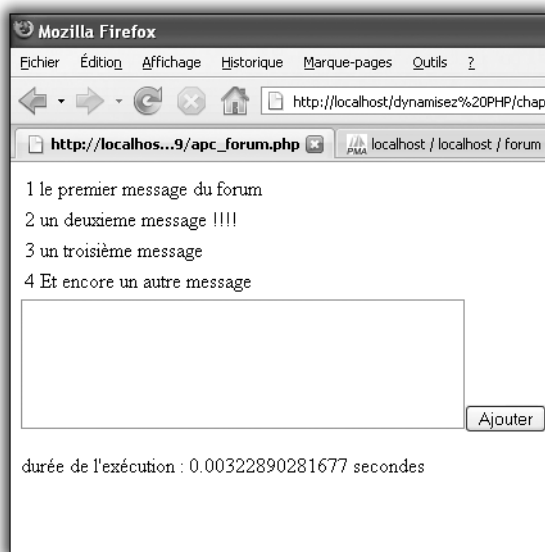 Mozilla Firefox
Fichier Édition Affichage Historique Marque-pages Outils ?
http://localhost/dynamisez%20PHP/chap
http://localhos...9/apc_forum.php PMA localhost / localhost / forum
1 le premier message du forum
2 un deuxieme message !!!!
3 un troisième message
4 Et encore un autre message
Ajouter
durée de l'exécution : 0.00322890281677 secondes